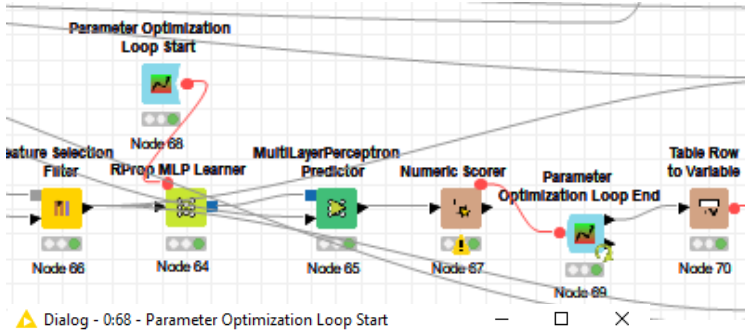 Parameter Optimization
Loop Start
Node 68
eature Selection
Filter
Node 66
RProp MLP Learner
Node 64
MultiLayerPerceptron
Predictor
Node 65
Numeric Scorer
Node 67
Parameter
Optimization Loop End
Node 69
Table Row
to Variable
Node 70
Dialog - 0:68 - Parameter Optimization Loop Start